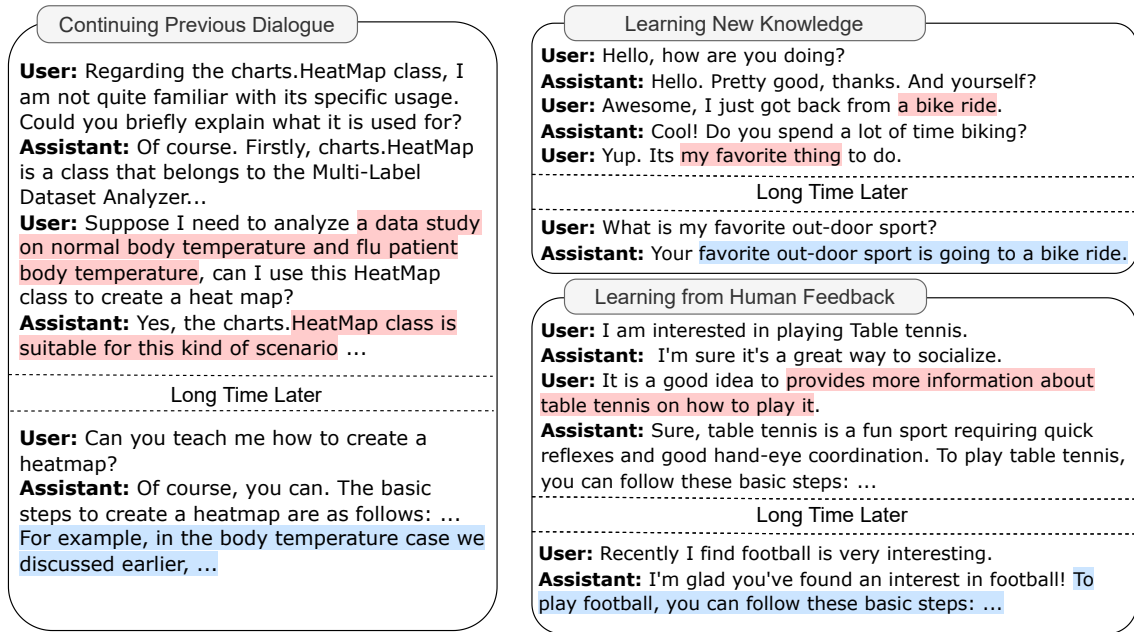 Continuing Previous Dialogue
User: Regarding the charts.HeatMap class, I
am not quite familiar with its specific usage.
Could you briefly explain what it is used for?
Assistant: Of course. Firstly, charts.HeatMap
is a class that belongs to the Multi-Label
Dataset Analyzer...
User: Suppose I need to analyze a data study
on normal body temperature and flu patient
body temperature, can I use this HeatMap
class to create a heat map?
Assistant: Yes, the charts.HeatMap class is
suitable for this kind of scenario ...
Long Time Later
User: Can you teach me how to create a
heatmap?
Assistant: Of course, you can. The basic
steps to create a heatmap are as follows: ...
For example, in the body temperature case we
discussed earlier, ...
Learning New Knowledge
User: Hello, how are you doing?
Assistant: Hello. Pretty good, thanks. And yourself?
User: Awesome, I just got back from a bike ride.
Assistant: Cool! Do you spend a lot of time biking?
User: Yup. Its my favorite thing to do.
Long Time Later
User: What is my favorite out-door sport?
Assistant: Your favorite out-door sport is going to a bike ride.
Learning from Human Feedback
User: I am interested in playing Table tennis.
Assistant: I'm sure it's a great way to socialize.
User: It is a good idea to provides more information about
table tennis on how to play it.
Assistant: Sure, table tennis is a fun sport requiring quick
reflexes and good hand-eye coordination. To play table tennis,
you can follow these basic steps: ...
Long Time Later
User: Recently I find football is very interesting.
Assistant: I'm glad you've found an interest in football! To
play football, you can follow these basic steps: ...